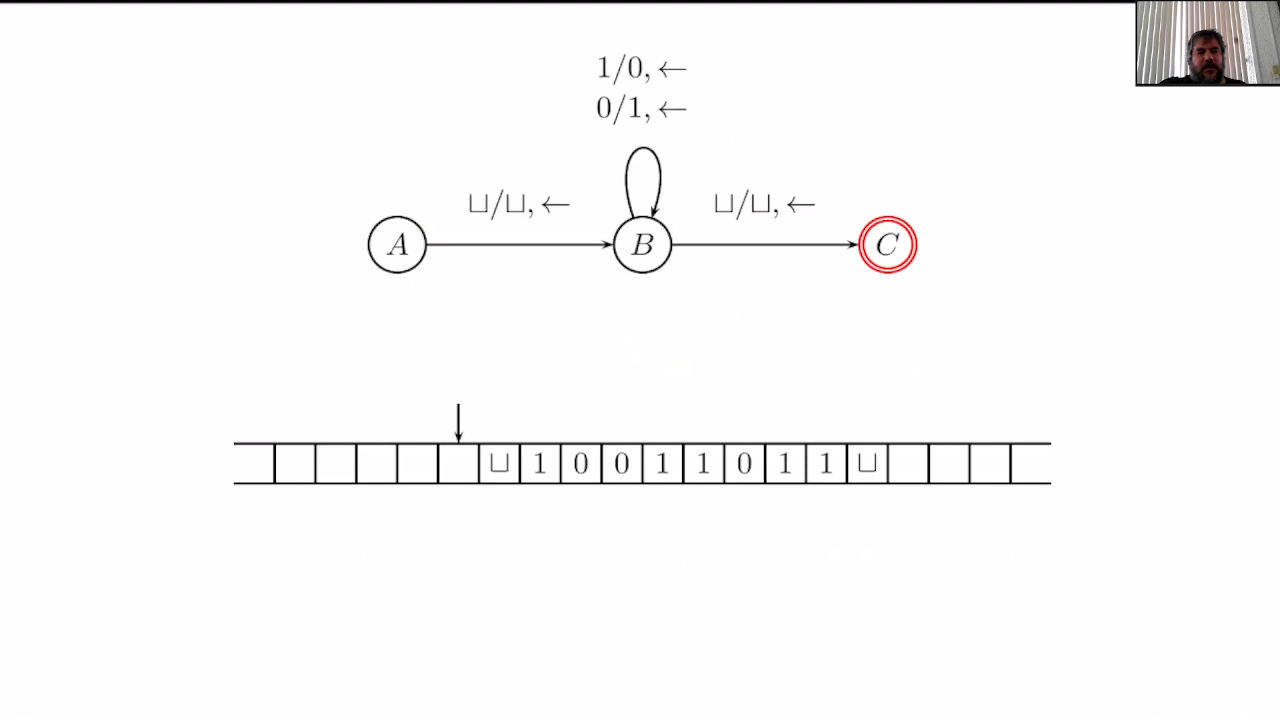 1/0, ←
0/1, ←
⊔/⊔, ← ⊔/⊔, ←
A B C
⊔ 1 0 0 1 1 0 1 1 ⊔